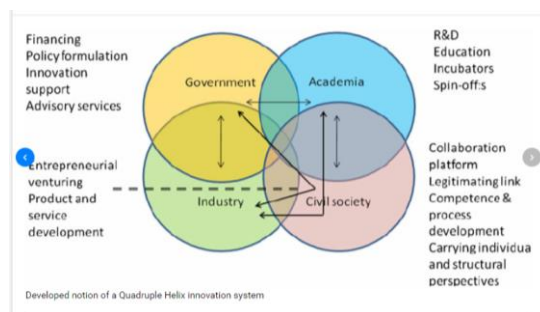 Financing
Policy formulation
Innovation
support
Advisory services
R&D
Education
Incubators
Spin-off:s
Government
Academia
Entrepreneurial
venturing
Product and
service
development
Industry
Civil society
Collaboration
platform
Legitimating link
Competence &
process
development
Carrying individua
and structural
perspectives
Developed notion of a Quadruple Helix innovation system